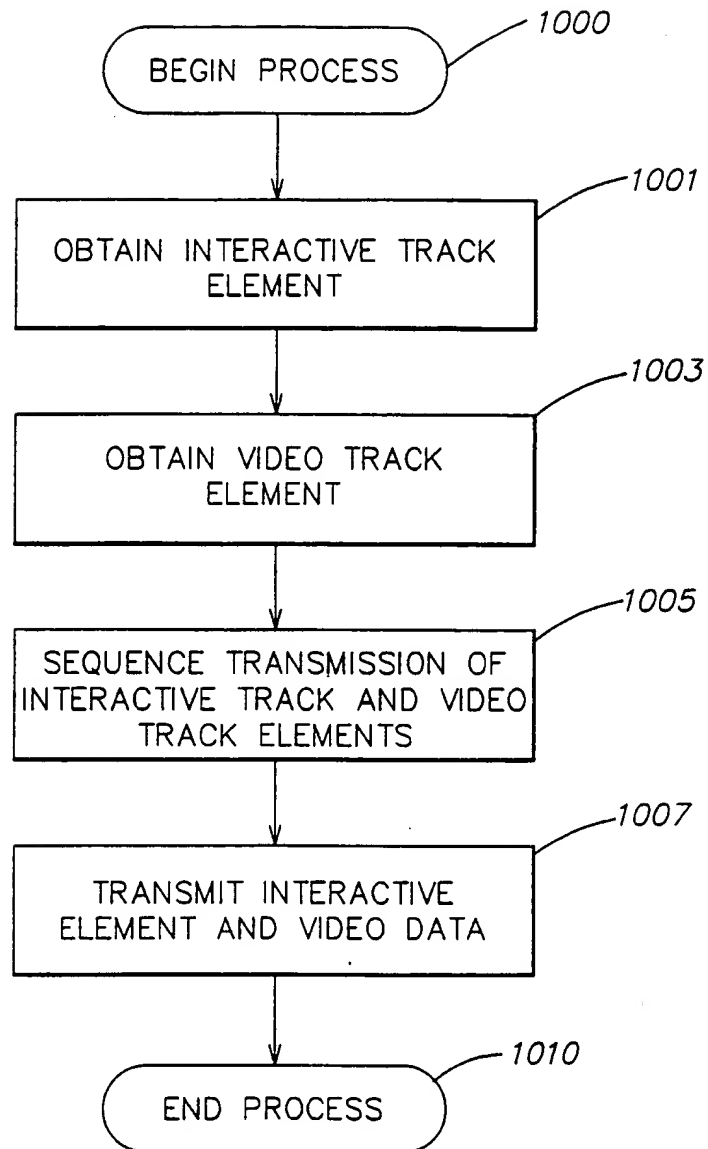 1000
BEGIN PROCESS
1001
OBTAIN INTERACTIVE TRACK
ELEMENT
1003
OBTAIN VIDEO TRACK
ELEMENT
1005
SEQUENCE TRANSMISSION OF
INTERACTIVE TRACK AND VIDEO
TRACK ELEMENTS
1007
TRANSMIT INTERACTIVE
ELEMENT AND VIDEO DATA
1010
END PROCESS